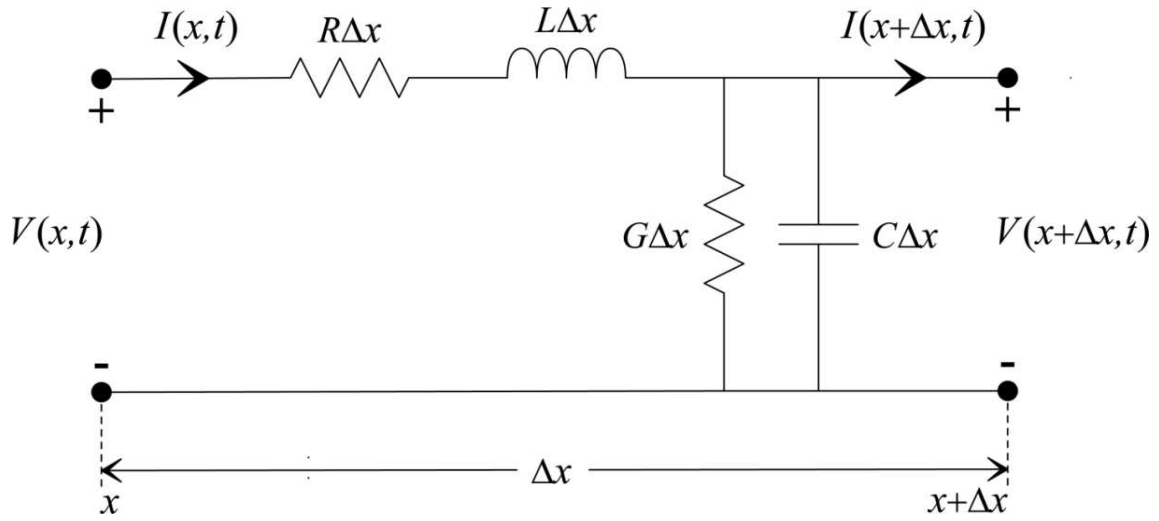 I(x,t) RΔx LΔx I(x+Δx,t)
+ +
V(x,t) GΔx CΔx V(x+Δx,t)
- -
Δx
x x+Δx